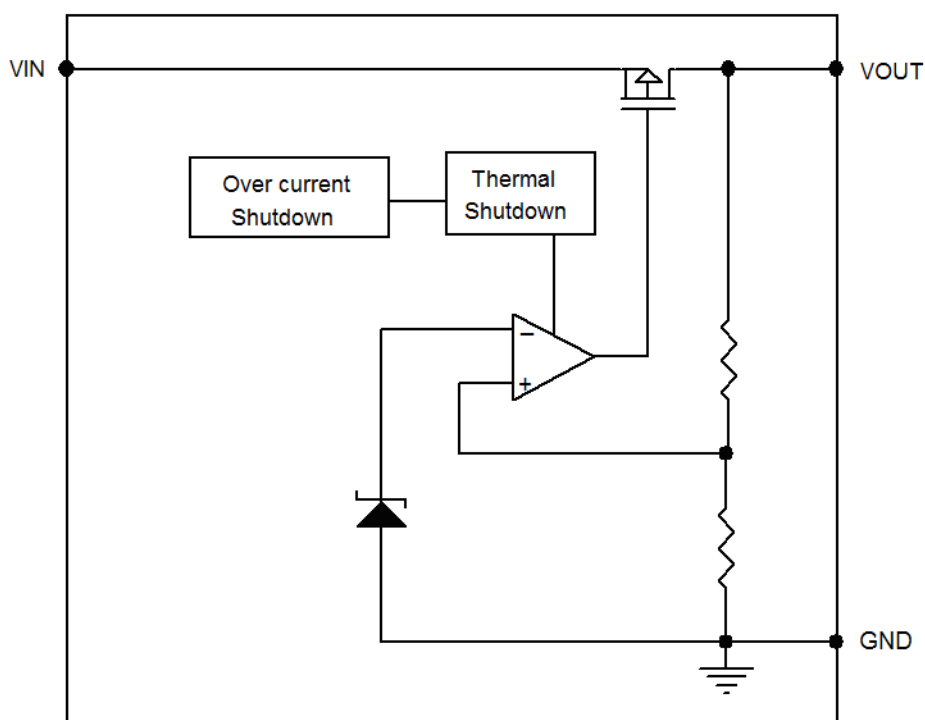 VIN
VOUT
Over current
Shutdown
Thermal
Shutdown
−
+
GND